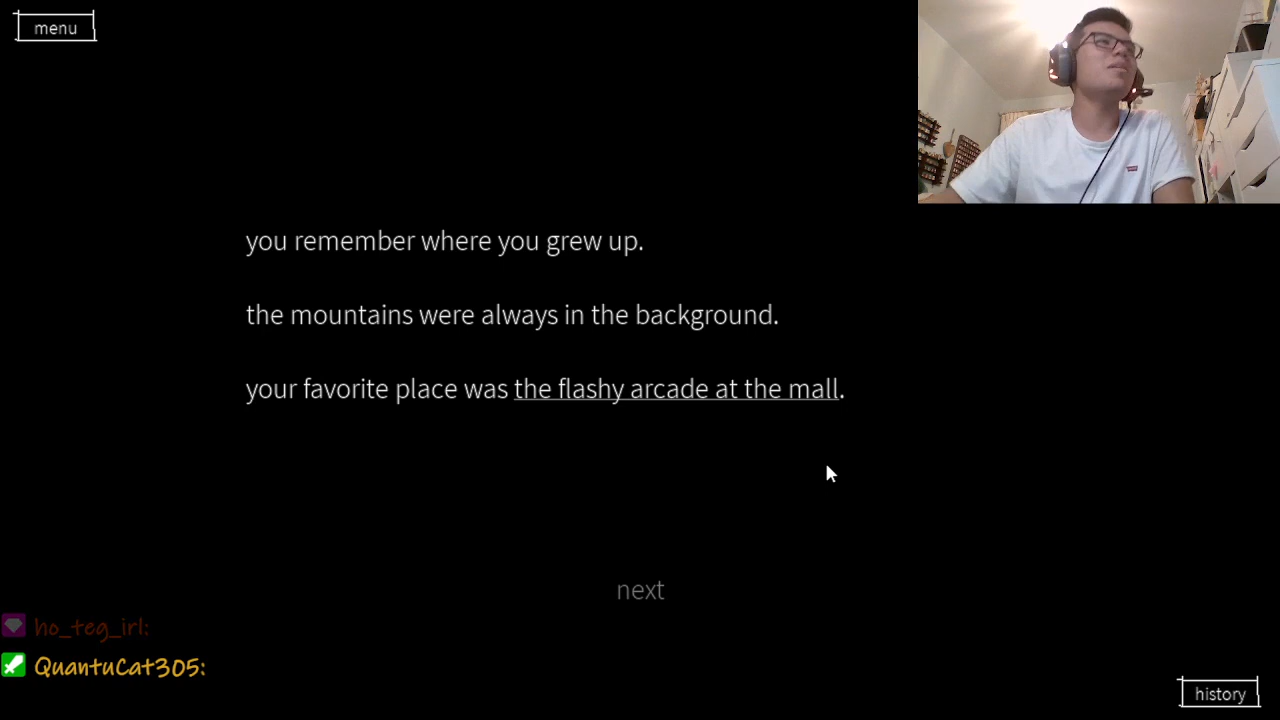 menu
you remember where you grew up.
the mountains were always in the background.
your favorite place was the flashy arcade at the mall.
next
ho_teg_irl:
QuantuCat305:
history